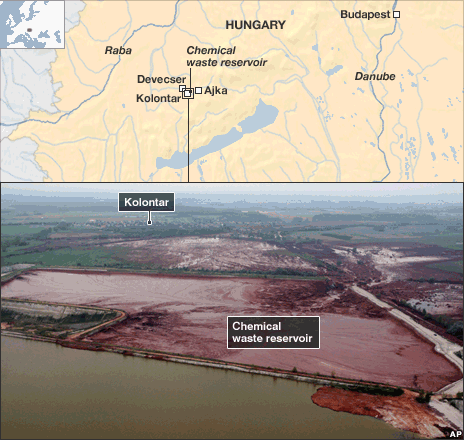 HUNGARY
Budapest
Raba
Chemical
waste reservoir
Danube
Devecser
Ajka
Kolontar
Kolontar
Chemical
waste reservoir
AP